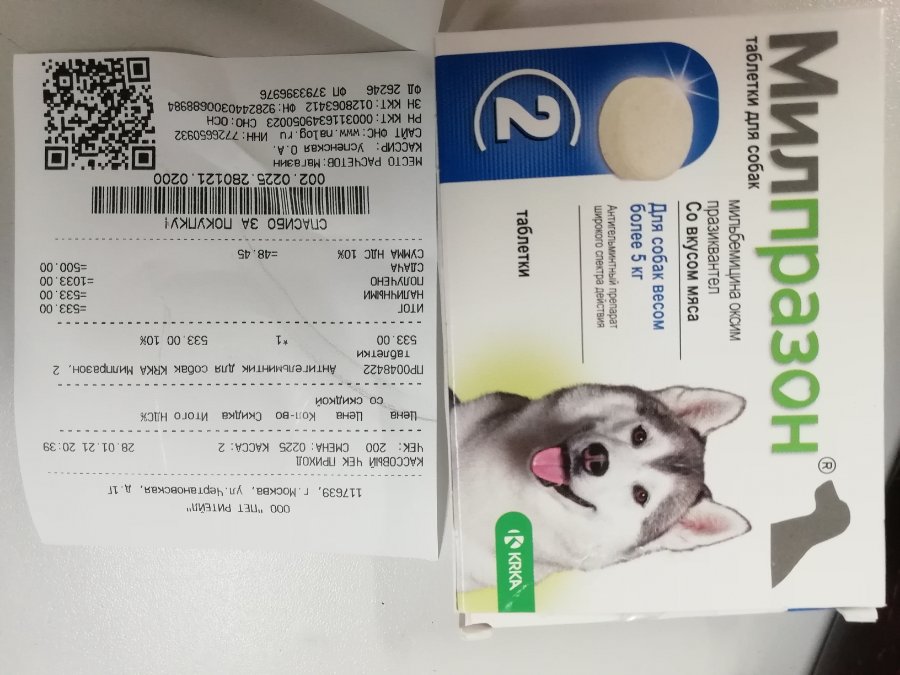 ООО "ПЕТ РИТЕЙЛ"
117639, г.Москва, ул.Чертановская, д.1Г
КАССОВЫЙ ЧЕК ПРИХОД
ЧЕК: 200 СМЕНА: 0225 КАССА: 2 28.01.21 20:39
Цена Цена Кол-во Скидка Итого НДС%
со скидкой
ПР0048422 Антигельминтик для собак KRKA Милпразон, 2
таблетки
533.00 *1 533.00 10%
ИТОГ =533.00
НАЛИЧНЫМИ =533.00
ПОЛУЧЕНО =1033.00
СДАЧА =500.00
СУММА НДС 10% =48.45
СПАСИБО ЗА ПОКУПКУ!
002.0225.280121.0200
МЕСТО РАСЧЕТОВ: Магазин
КАССИР: Успенская О.А.
САЙТ ФНС: www.nalog.ru ИНН: 7726650932
РН ККТ: 0003116349050023 СНО: ОСН
ЗН ККТ: 0128063412 ФН: 9282440300688984
ФД 26246 ФП 3793396976
Милпразон®
таблетки для собак
мильбемицина оксим
празиквантел
Со вкусом мяса
Для собак весом
более 5 кг
Антигельминтный препарат
широкого спектра действия
2
таблетки
KRKA